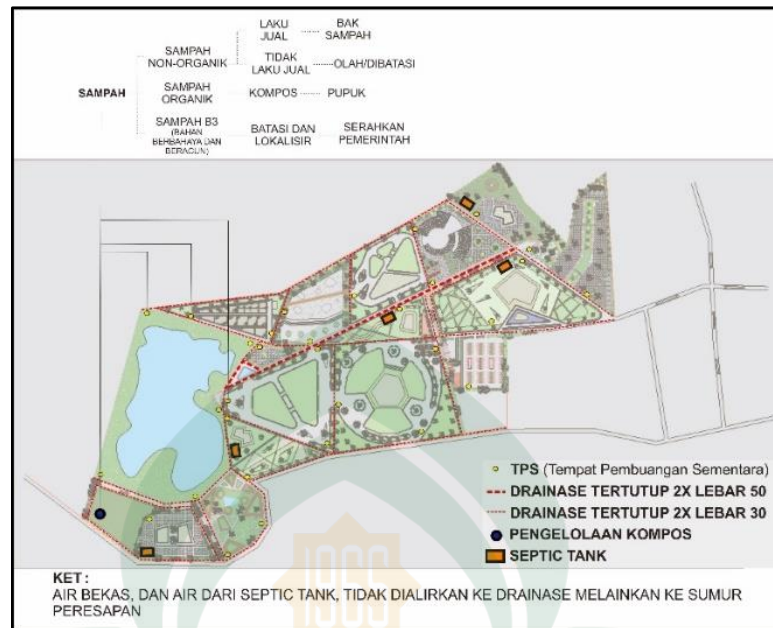 LAKU
JUAL
BAK
SAMPAH
SAMPAH
NON-ORGANIK
TIDAK
LAKU JUAL
OLAH/DIBATASI
SAMPAH
SAMPAH
ORGANIK
KOMPOS
PUPUK
SAMPAH B3
(BAHAN
BERBAHAYA DAN
BERACUN)
BATASI DAN
LOKALISIR
SERAHKAN
PEMERINTAH
TPS (Tempat Pembuangan Sementara)
DRAINASE TERTUTUP 2X LEBAR 50
DRAINASE TERTUTUP 2X LEBAR 30
PENGELOLAAN KOMPOS
SEPTIC TANK
KET :
AIR BEKAS, DAN AIR DARI SEPTIC TANK, TIDAK DIALIRKAN KE DRAINASE MELAINKAN KE SUMUR
PERESAPAN
1965